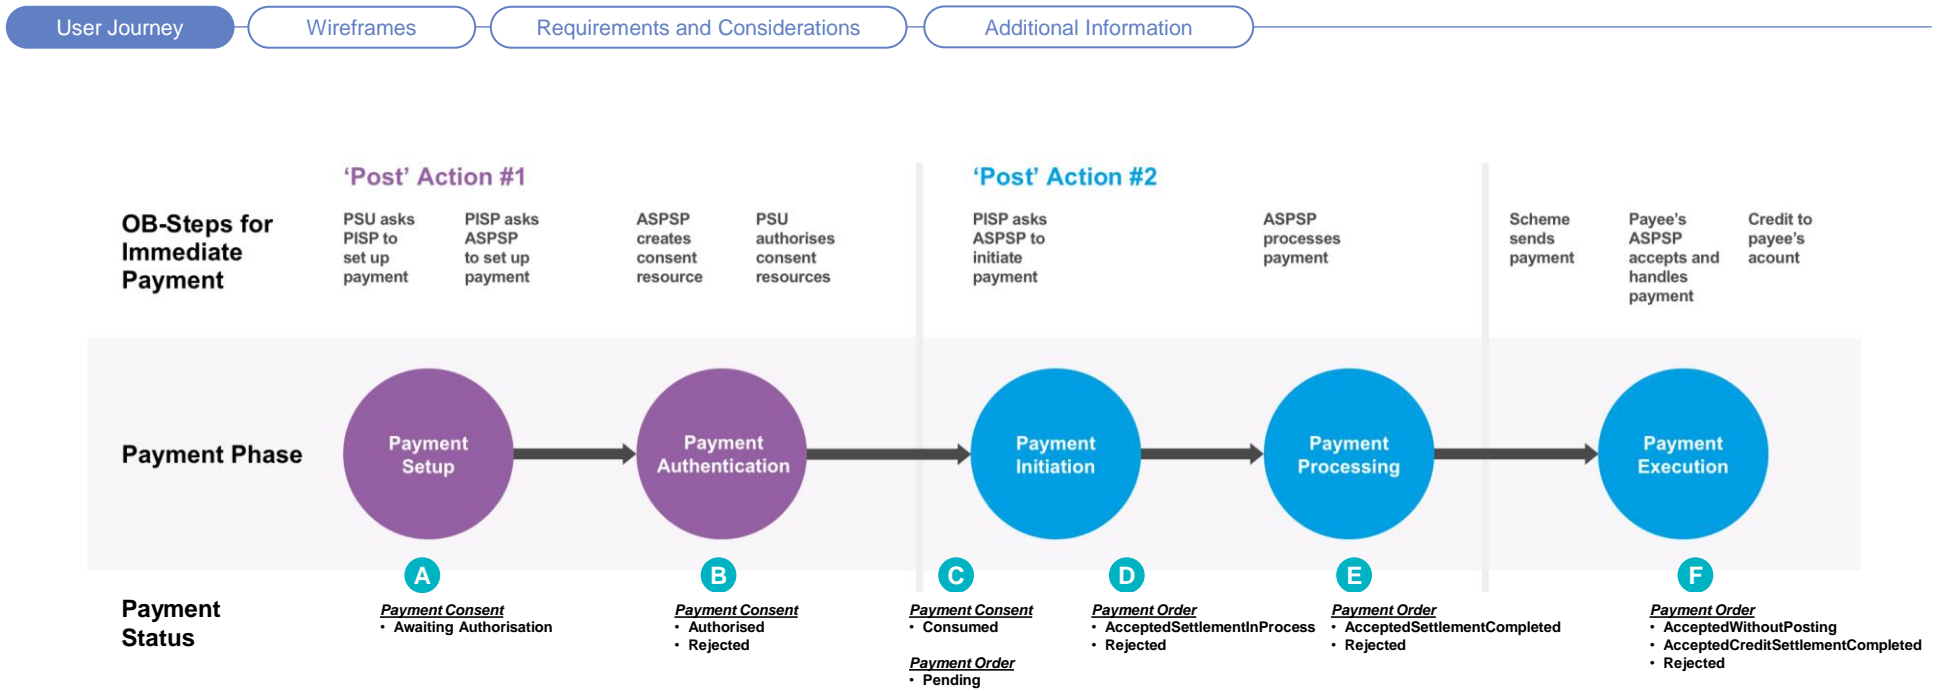 User Journey
Wireframes
Requirements and Considerations
Additional Information
‘Post’ Action #1
‘Post’ Action #2
OB-Steps for
Immediate
Payment
PSU asks
PISP to
set up
payment
PISP asks
ASPSP
to set up
payment
ASPSP
creates
consent
resource
PSU
authorises
consent
resources
PISP asks
ASPSP to
initiate
payment
ASPSP
processes
payment
Scheme
sends
payment
Payee’s
ASPSP
accepts and
handles
payment
Credit to
payee’s
acount
Payment Phase
Payment
Setup
Payment
Authentication
Payment
Initiation
Payment
Processing
Payment
Execution
Payment
Status
A
Payment Consent
• Awaiting Authorisation
B
Payment Consent
• Authorised
• Rejected
C
Payment Consent
• Consumed
Payment Order
• Pending
D
Payment Order
• AcceptedSettlementInProcess
• Rejected
E
Payment Order
• AcceptedSettlementCompleted
• Rejected
F
Payment Order
• AcceptedWithoutPosting
• AcceptedCreditSettlementCompleted
• Rejected